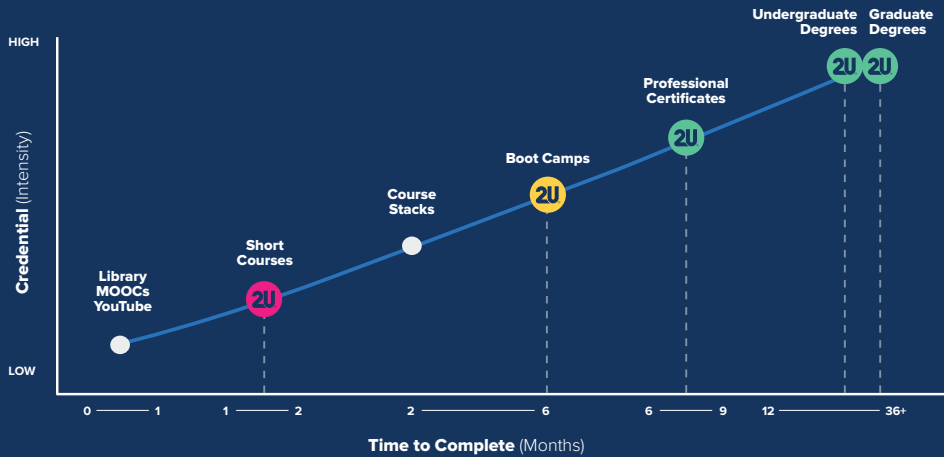 Undergraduate
Degrees
Graduate
Degrees
HIGH
2U
2U
Professional
Certificates
2U
Boot Camps
2U
Course
Stacks
Short
Courses
2U
Library
MOOCs
YouTube
Credential (Intensity)
LOW
0 1
1 2
2 6
6 9
12 36+
Time to Complete (Months)